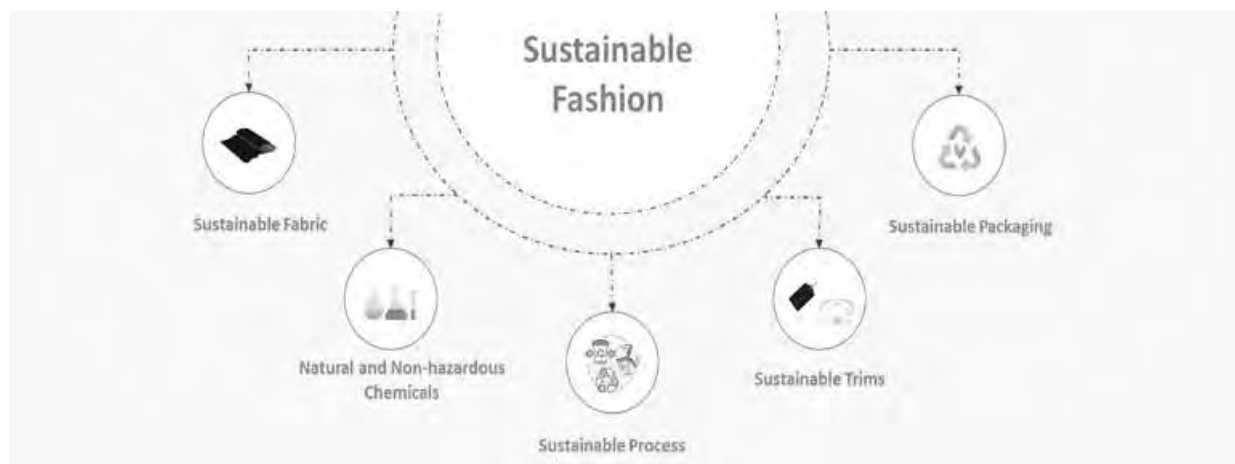 Sustainable
Fashion
Sustainable Fabric
Sustainable Packaging
Natural and Non-hazardous
Chemicals
Sustainable Trims
Sustainable Process